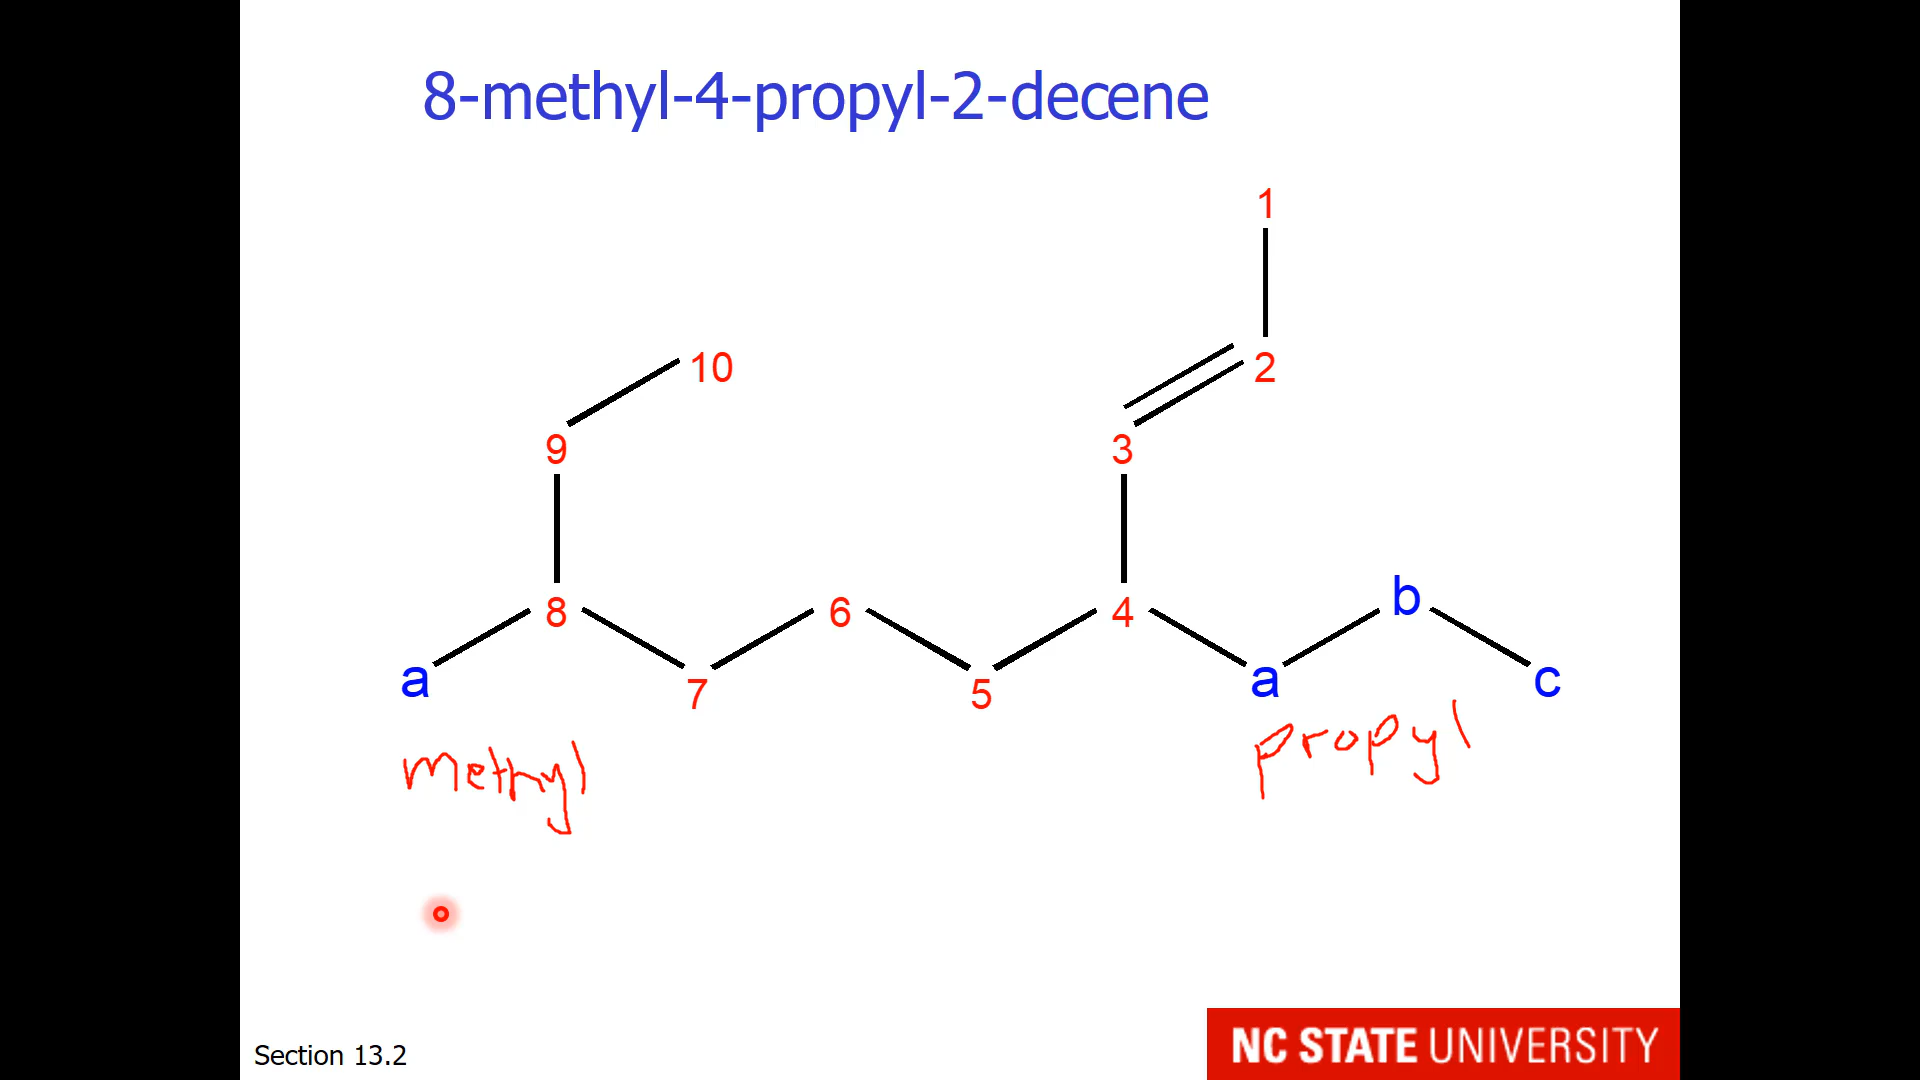 8-methyl-4-propyl-2-decene
1
10
2
9
3
8
6
4
b
a
7
5
a
c
methyl
propyl
Section 13.2
NC STATE UNIVERSITY